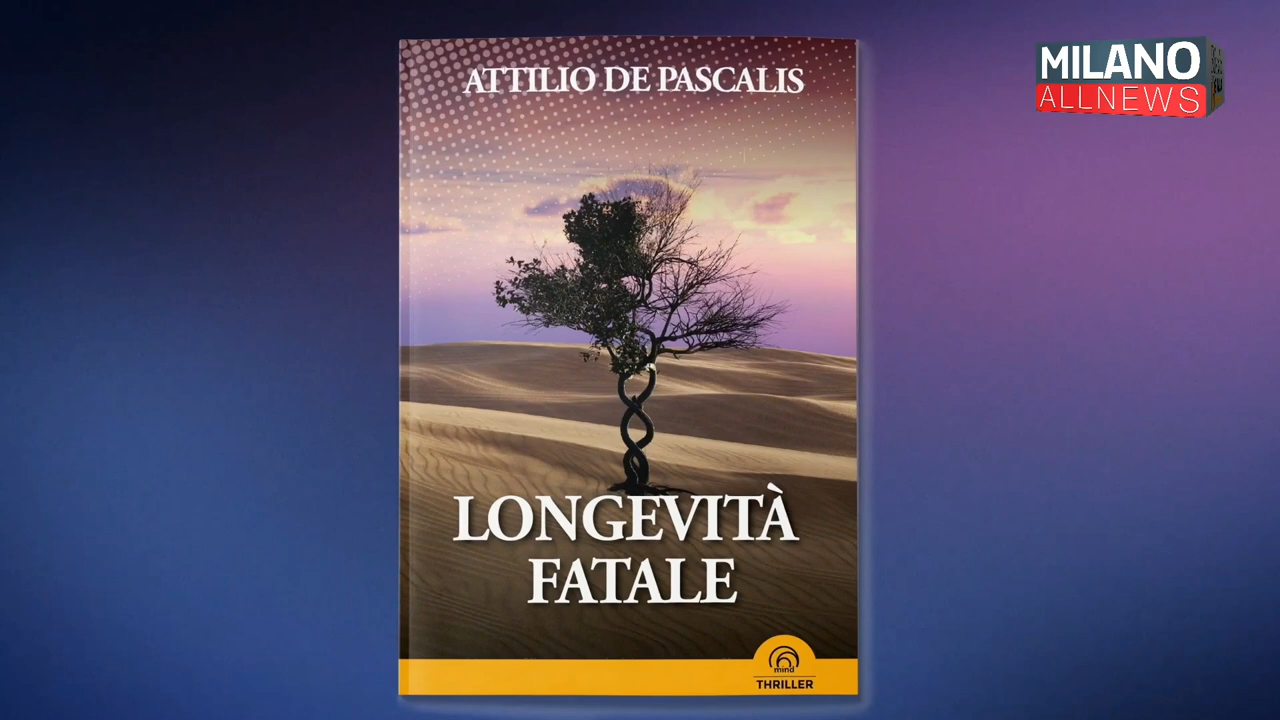 ATTILIO DE PASCALIS
MILANO
ALLNEWS
LONGEVITÀ
FATALE
mind
THRILLER